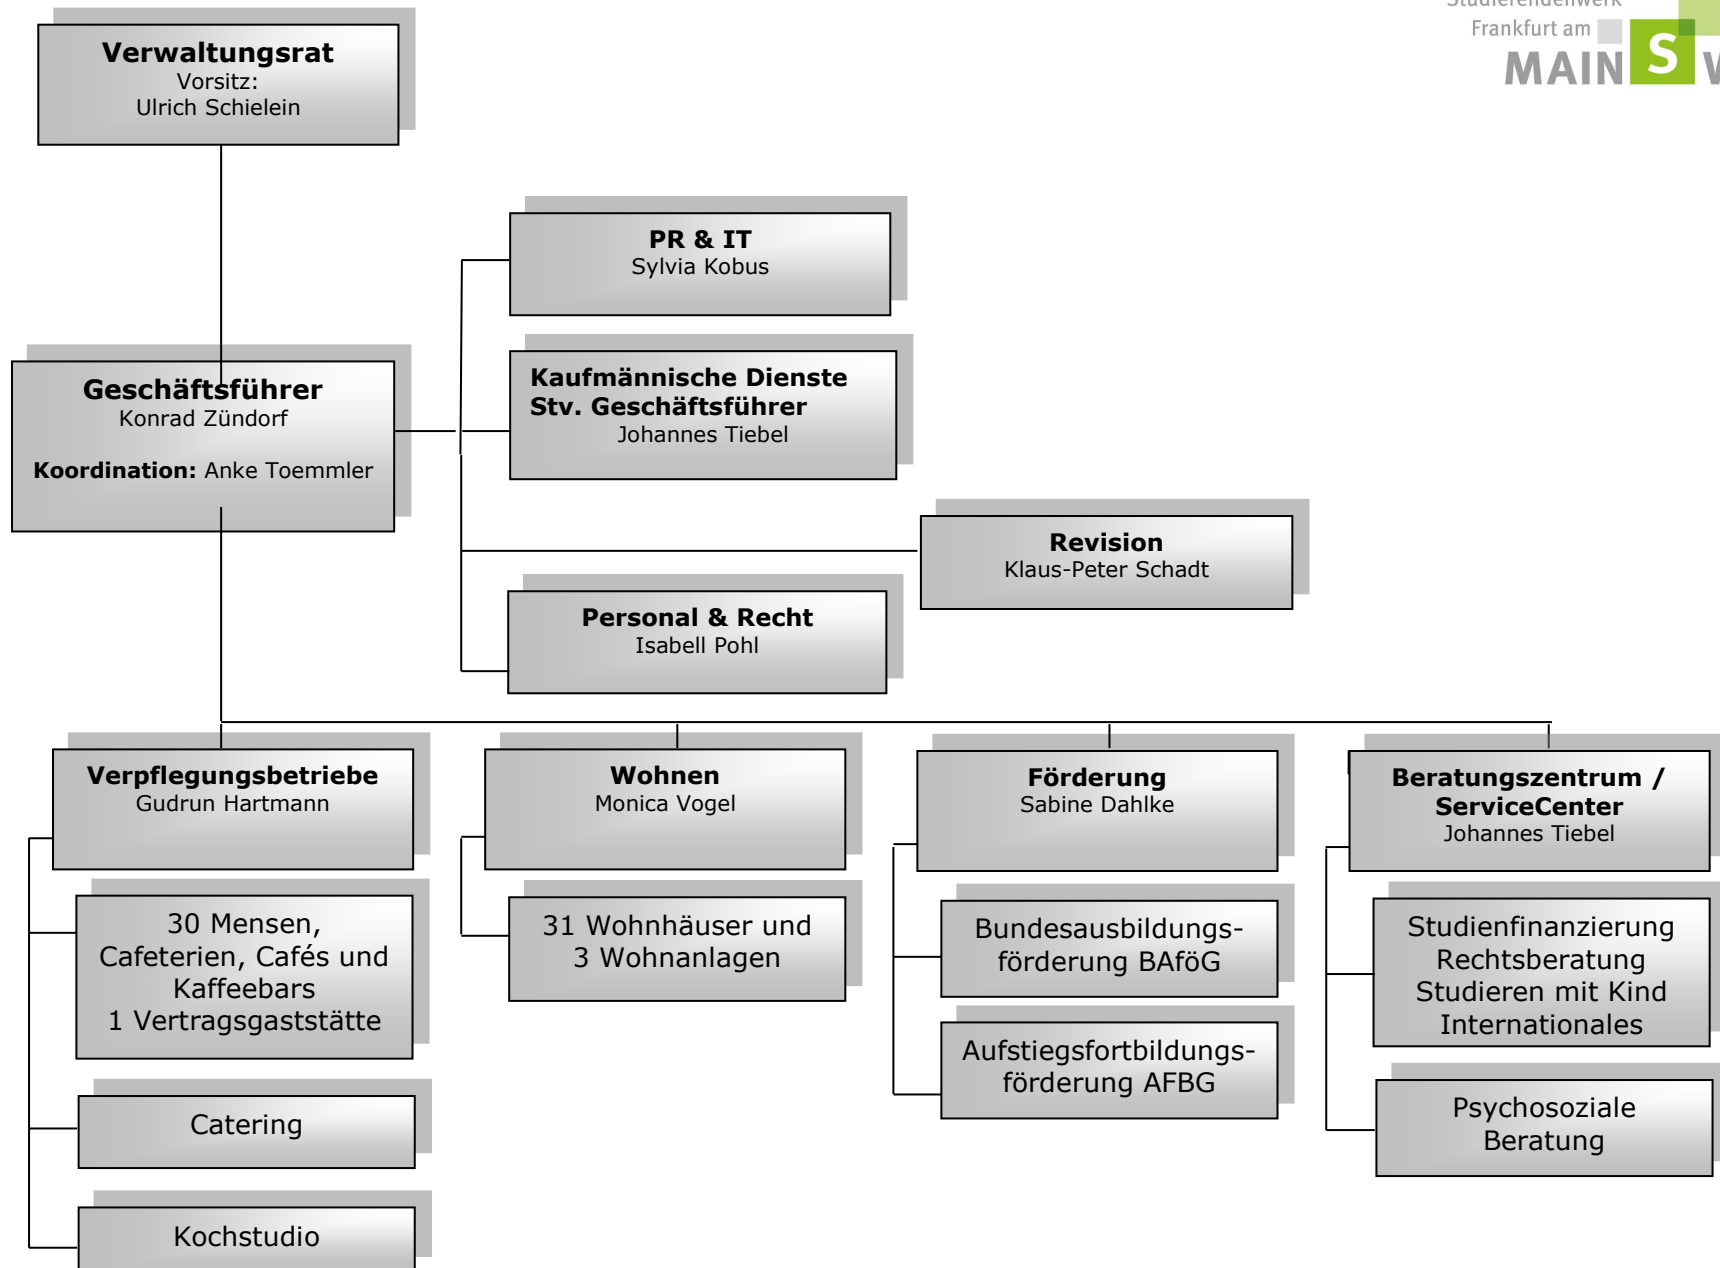 Studierendenwerk
Frankfurt am
MAIN S
Verwaltungsrat
Vorsitz:
Ulrich Schielein
PR & IT
Sylvia Kobus
Kaufmännische Dienste
Stv. Geschäftsführer
Johannes Tiebel
Geschäftsführer
Konrad Zündorf
Koordination: Anke Toemmler
Revision
Klaus-Peter Schadt
Personal & Recht
Isabell Pohl
Verpflegungsbetriebe
Gudrun Hartmann
30 Mensen,
Cafeterien, Cafés und
Kaffeebars
1 Vertragsgaststätte
Catering
Kochstudio
Wohnen
Monica Vogel
31 Wohnhäuser und
3 Wohnanlagen
Förderung
Sabine Dahlke
Bundesausbildungs-
förderung BAföG
Aufstiegsfortbildungs-
förderung AFBG
Beratungszentrum /
ServiceCenter
Johannes Tiebel
Studienfinanzierung
Rechtsberatung
Studieren mit Kind
Internationales
Psychosoziale
Beratung